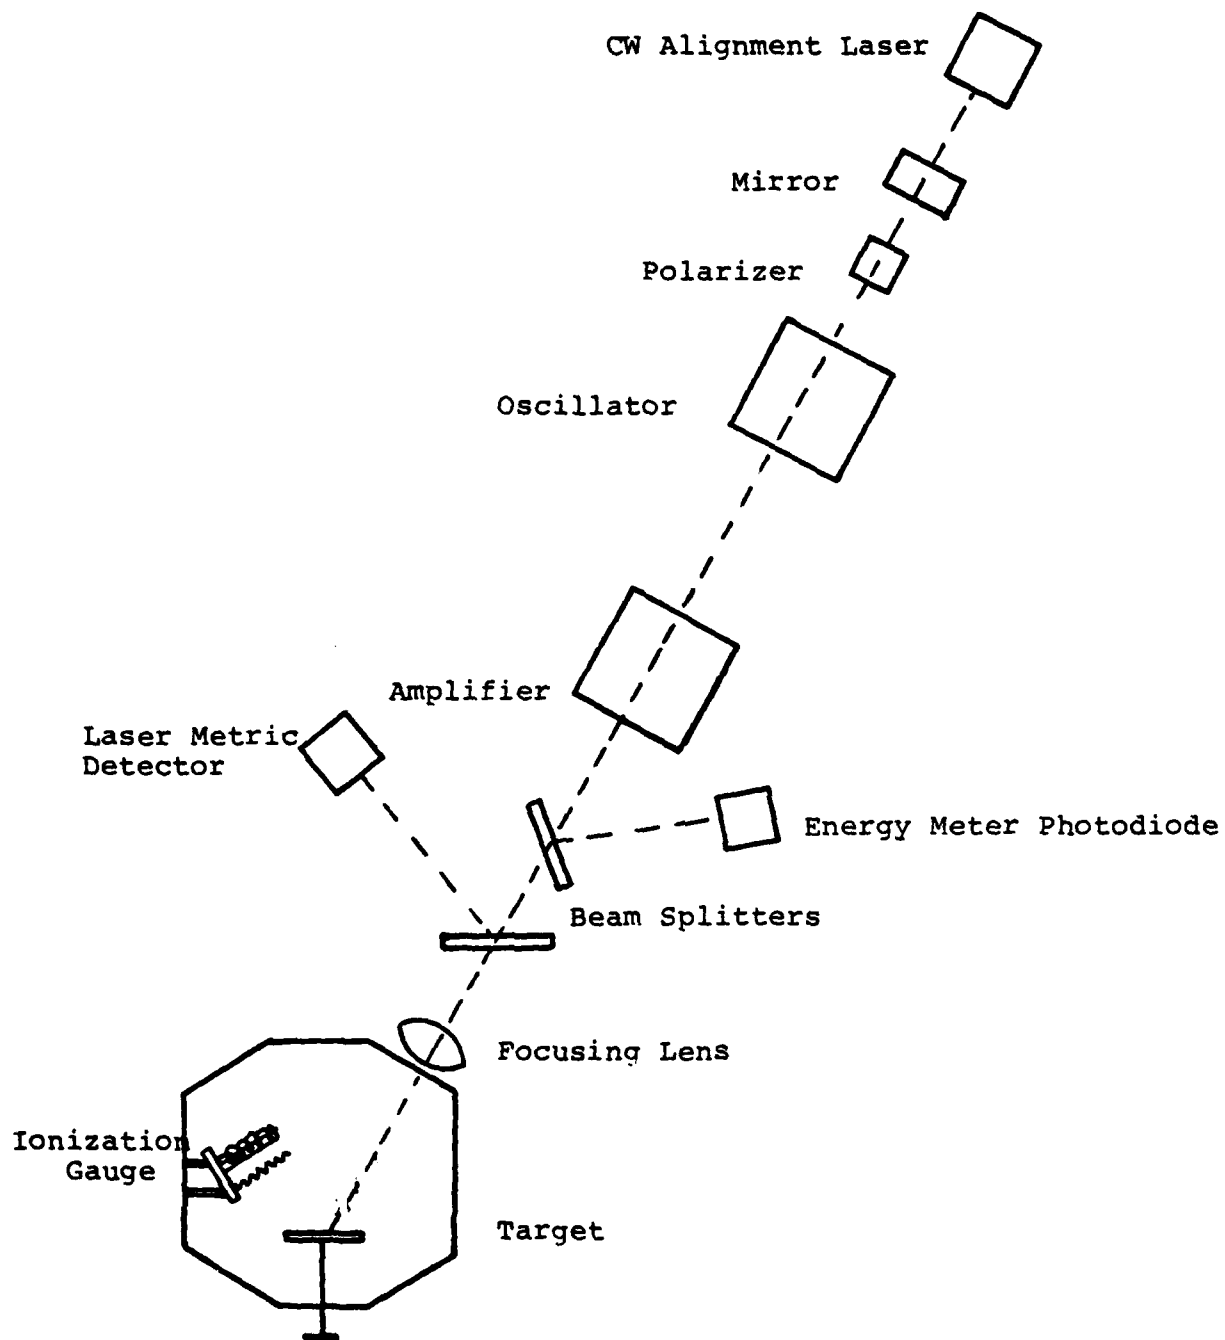 CW Alignment Laser
Mirror
Polarizer
Oscillator
Amplifier
Laser Metric
Detector
Energy Meter Photodiode
Beam Splitters
Focusing Lens
Ionization
Gauge
Target